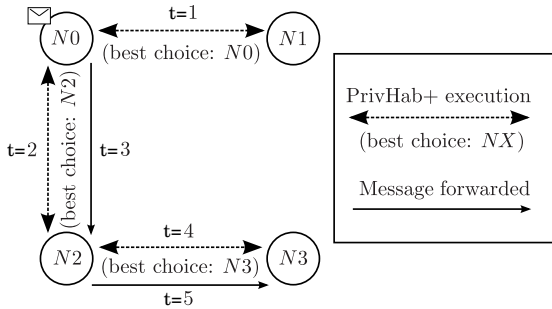 t=1
N0
N1
(best choice: N0)
PrivHab+ execution
(best choice: NX)
Message forwarded
t=2
(best choice: N2)
t=3
t=4
N2
N3
(best choice: N3)
t=5